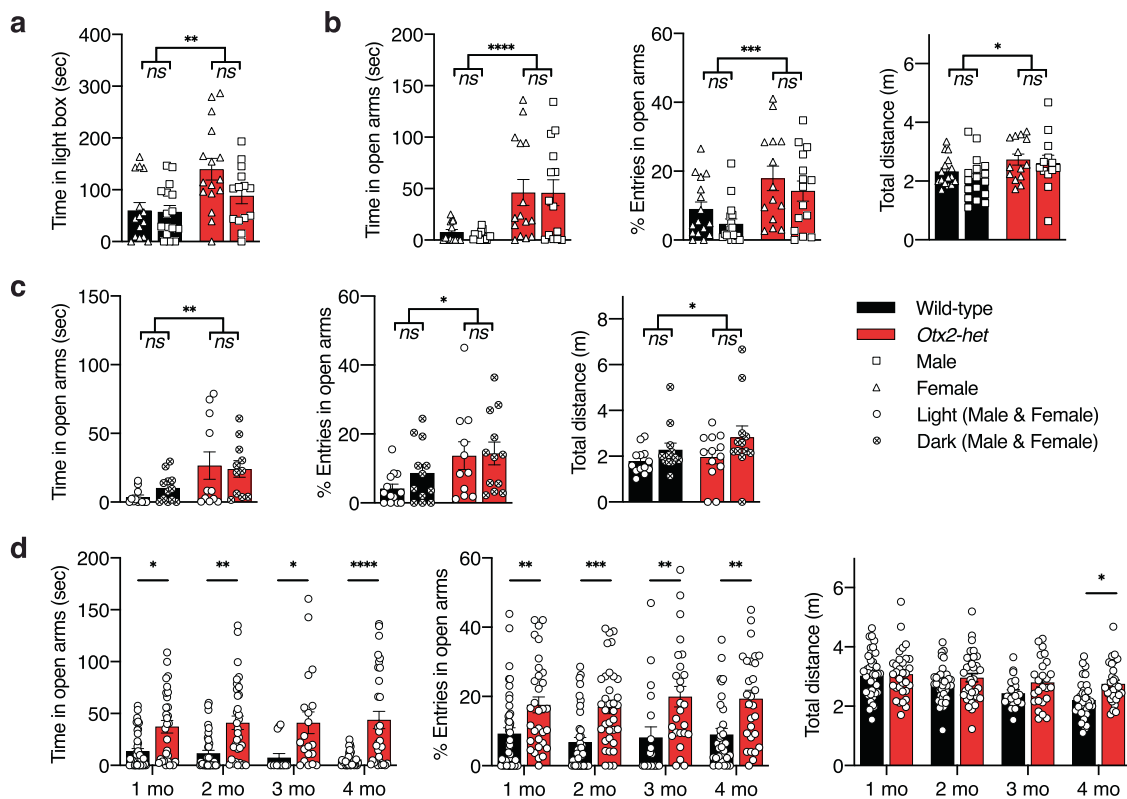 a
Time in light box (sec)
400
300
200
100
0
**
ns
ns
b
Time in open arms (sec)
200
150
100
50
0
****
ns
ns
% Entries in open arms
60
40
20
0
***
ns
ns
Total distance (m)
6
4
2
0
*
ns
ns
c
Time in open arms (sec)
150
100
50
0
**
ns
ns
% Entries in open arms
60
40
20
0
*
ns
ns
Total distance (m)
8
6
4
2
0
*
ns
ns
Wild-type
Otx2-het
Male
Female
Light (Male & Female)
Dark (Male & Female)
d
Time in open arms (sec)
200
150
100
50
0
*
**
*
****
1 mo
2 mo
3 mo
4 mo
% Entries in open arms
60
40
20
0
**
***
**
**
1 mo
2 mo
3 mo
4 mo
Total distance (m)
6
4
2
0
*
1 mo
2 mo
3 mo
4 mo